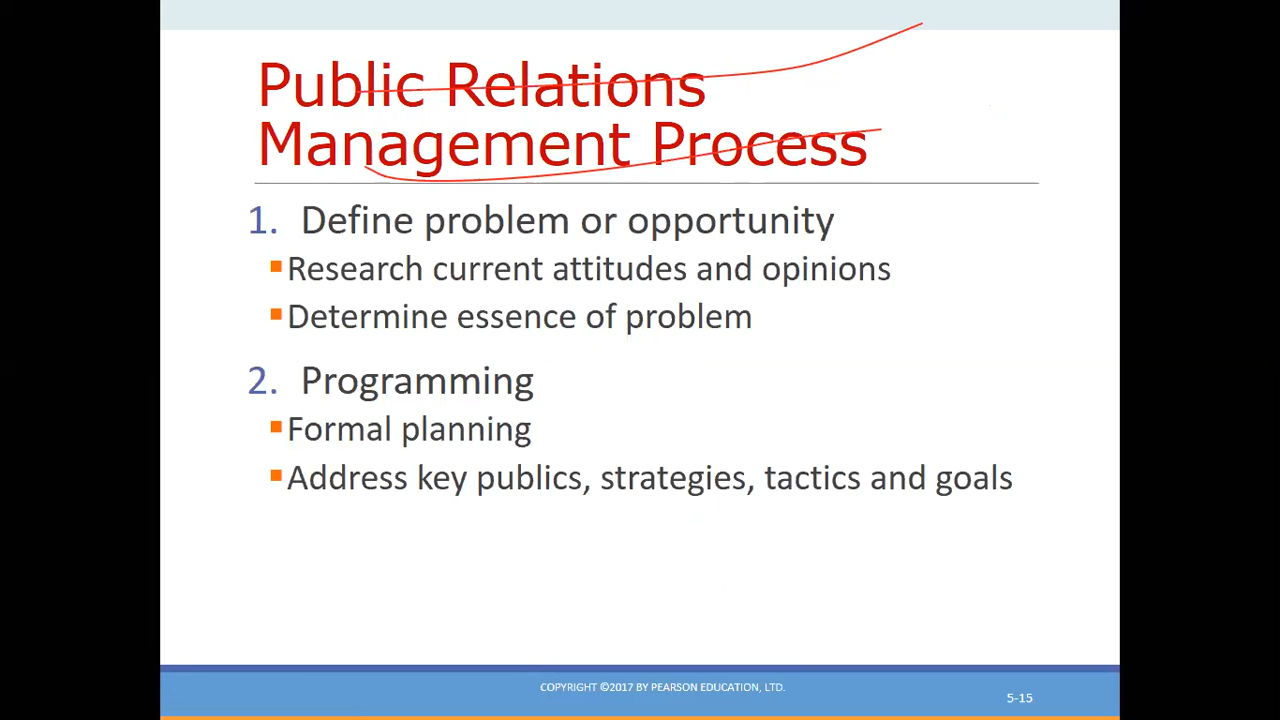 Public Relations
Management Process
1. Define problem or opportunity
Research current attitudes and opinions
Determine essence of problem
2. Programming
Formal planning
Address key publics, strategies, tactics and goals
COPYRIGHT ©2017 BY PEARSON EDUCATION, LTD.
5-15